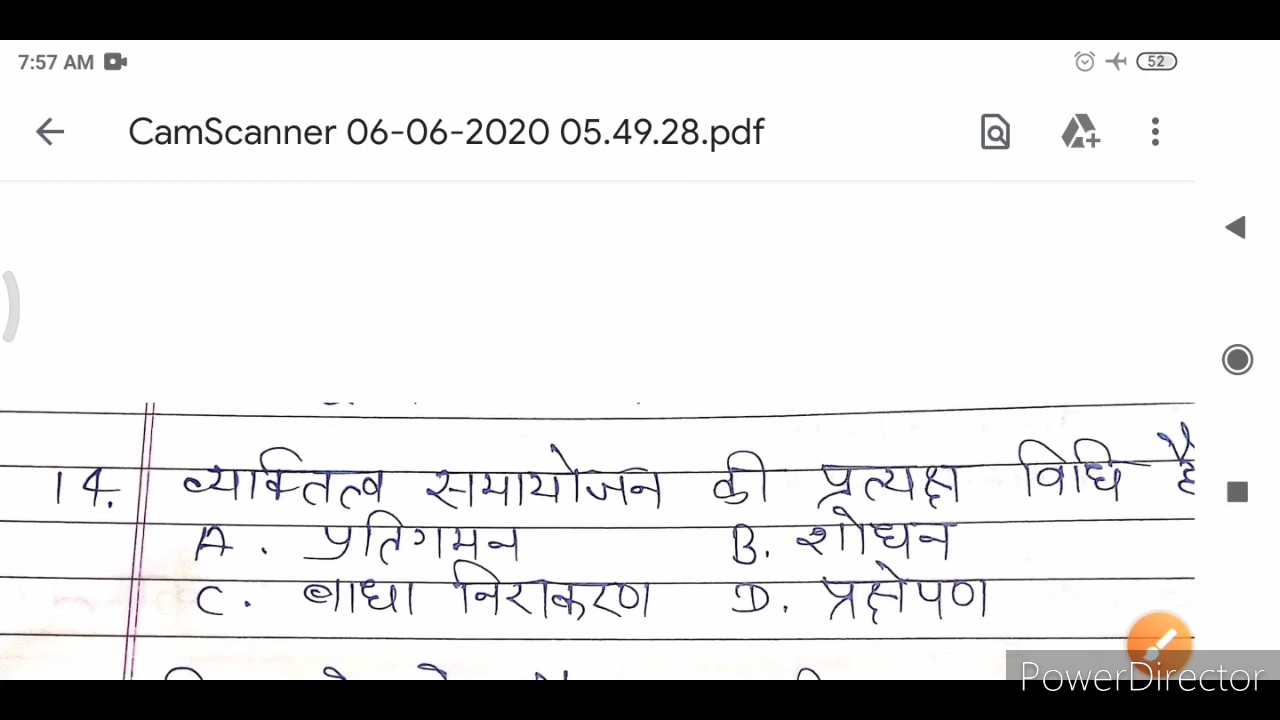 7:57 AM 52
CamScanner 06-06-2020 05.49.28.pdf
14. व्यक्तित्व समायोजन की प्रत्यक्ष विधि है
A. प्रतिगमन B. शोधन
C. बाधा निराकरण D. प्रक्षेपण
PowerDirector